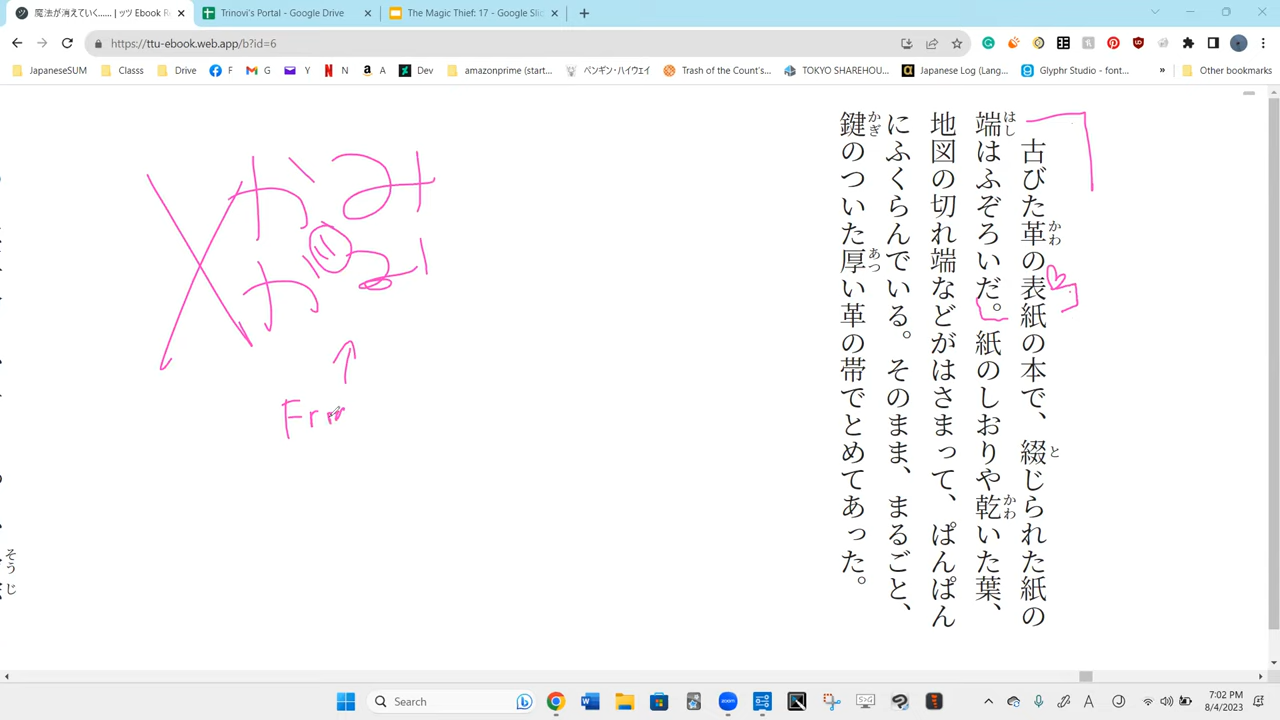 魔法が消えていく...... | ッツ Ebook Re
Trinovi's Portal - Google Drive
The Magic Thief: 17 - Google Slid
https://ttu-ebook.web.app/b?id=6
JapaneseSUM
Classs
Drive
F
M G
Y
N
A
Dev
amazonprime (start...
ペンギン・ハイウェイ
Trash of the Count's...
TOKYO SHAREHOU...
Japanese Log (Lang...
Glyphr Studio - font...
»
Other bookmarks
古びた革の表紙の本で、綴じられた紙の
かわ
と
端はふぞろいだ。紙のしおりや乾いた葉、
はし
かわ
地図の切れ端などがはさまって、ぱんぱん
にふくらんでいる。そのまま、まるごと、
鍵のついた厚い革の帯でとめてあった。
かぎ
あつ
かみ
そうじ
Search
7:02 PM
8/4/2023